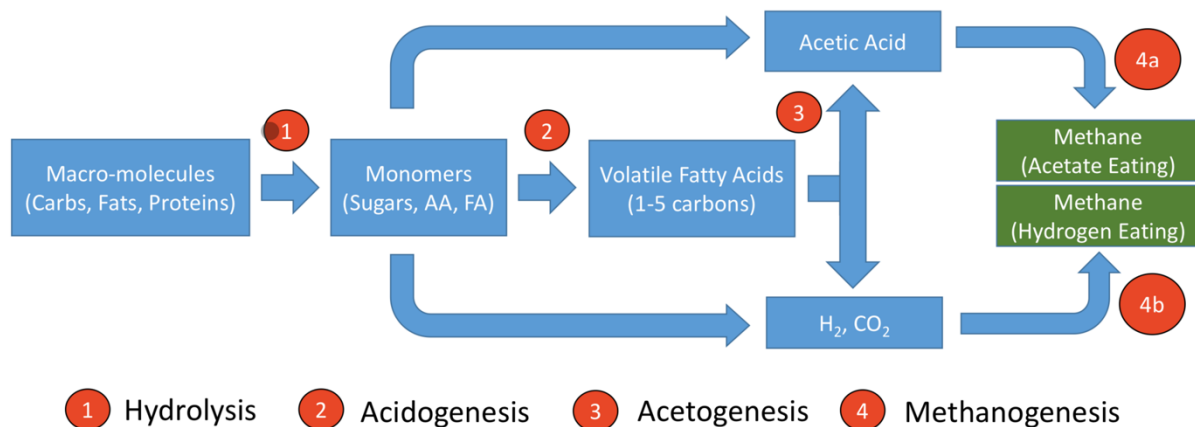 Acetic Acid
4a
1
2
3
Macro-molecules
(Carbs, Fats, Proteins)
Monomers
(Sugars, AA, FA)
Volatile Fatty Acids
(1-5 carbons)
Methane
(Acetate Eating)
Methane
(Hydrogen Eating)
H₂, CO₂
4b
1 Hydrolysis 2 Acidogenesis 3 Acetogenesis 4 Methanogenesis